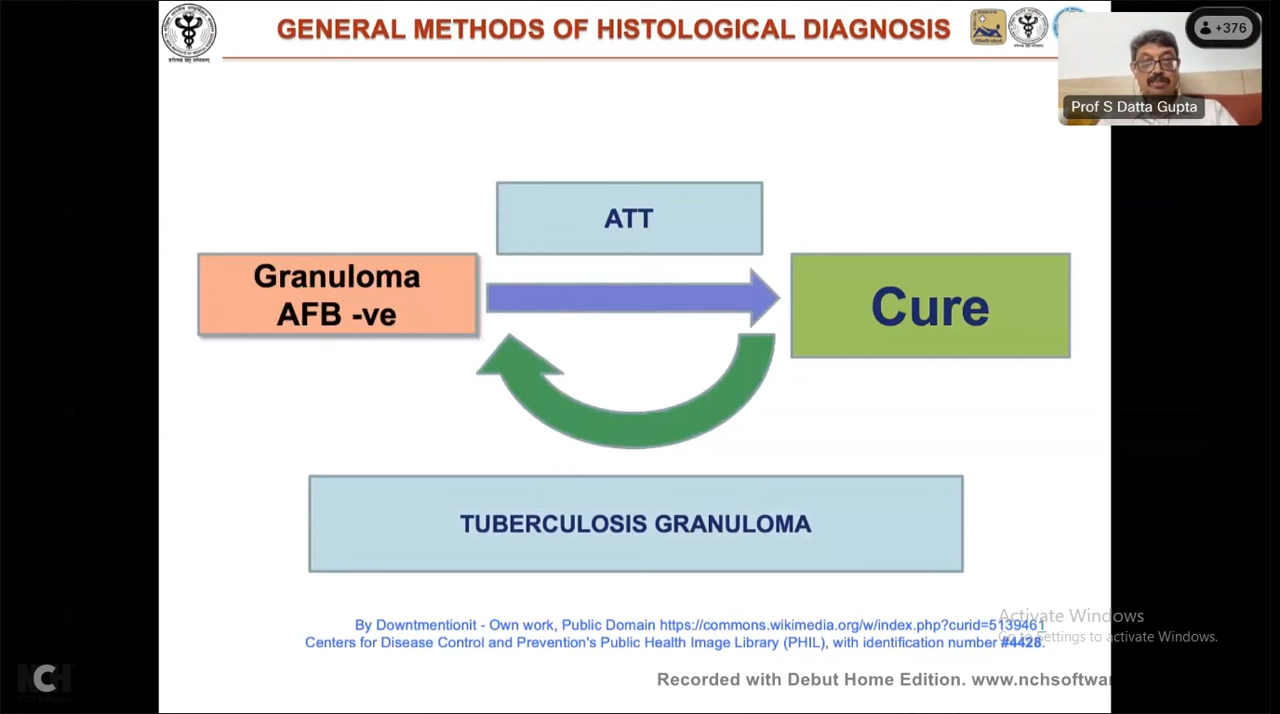 GENERAL METHODS OF HISTOLOGICAL DIAGNOSIS
+376
Prof S Datta Gupta
ATT
Granuloma
AFB -ve
Cure
TUBERCULOSIS GRANULOMA
By Downtmentionit - Own work, Public Domain https://commons.wikimedia.org/w/index.php?curid=5139461
Centers for Disease Control and Prevention's Public Health Image Library (PHIL), with identification number #4428.
Activate Windows
Go to Settings to activate Windows.
Recorded with Debut Home Edition. www.nchsoftwar
NCH